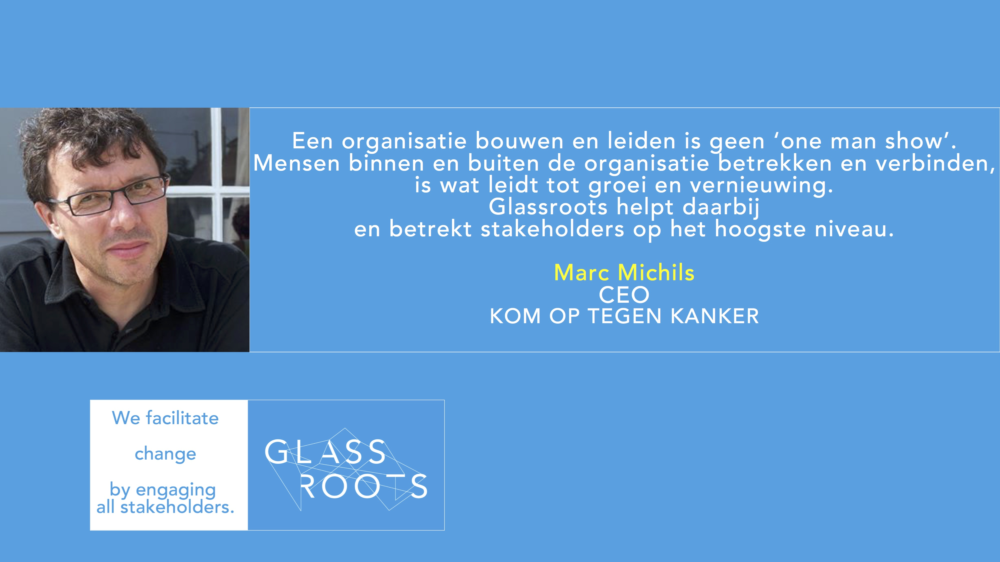 Een organisatie bouwen en leiden is geen ‘one man show’.
Mensen binnen en buiten de organisatie betrekken en verbinden,
is wat leidt tot groei en vernieuwing.
Glassroots helpt daarbij
en betrekt stakeholders op het hoogste niveau.
Marc Michils
CEO
KOM OP TEGEN KANKER
We facilitate
change
by engaging
all stakeholders.
GLASS
ROOTS